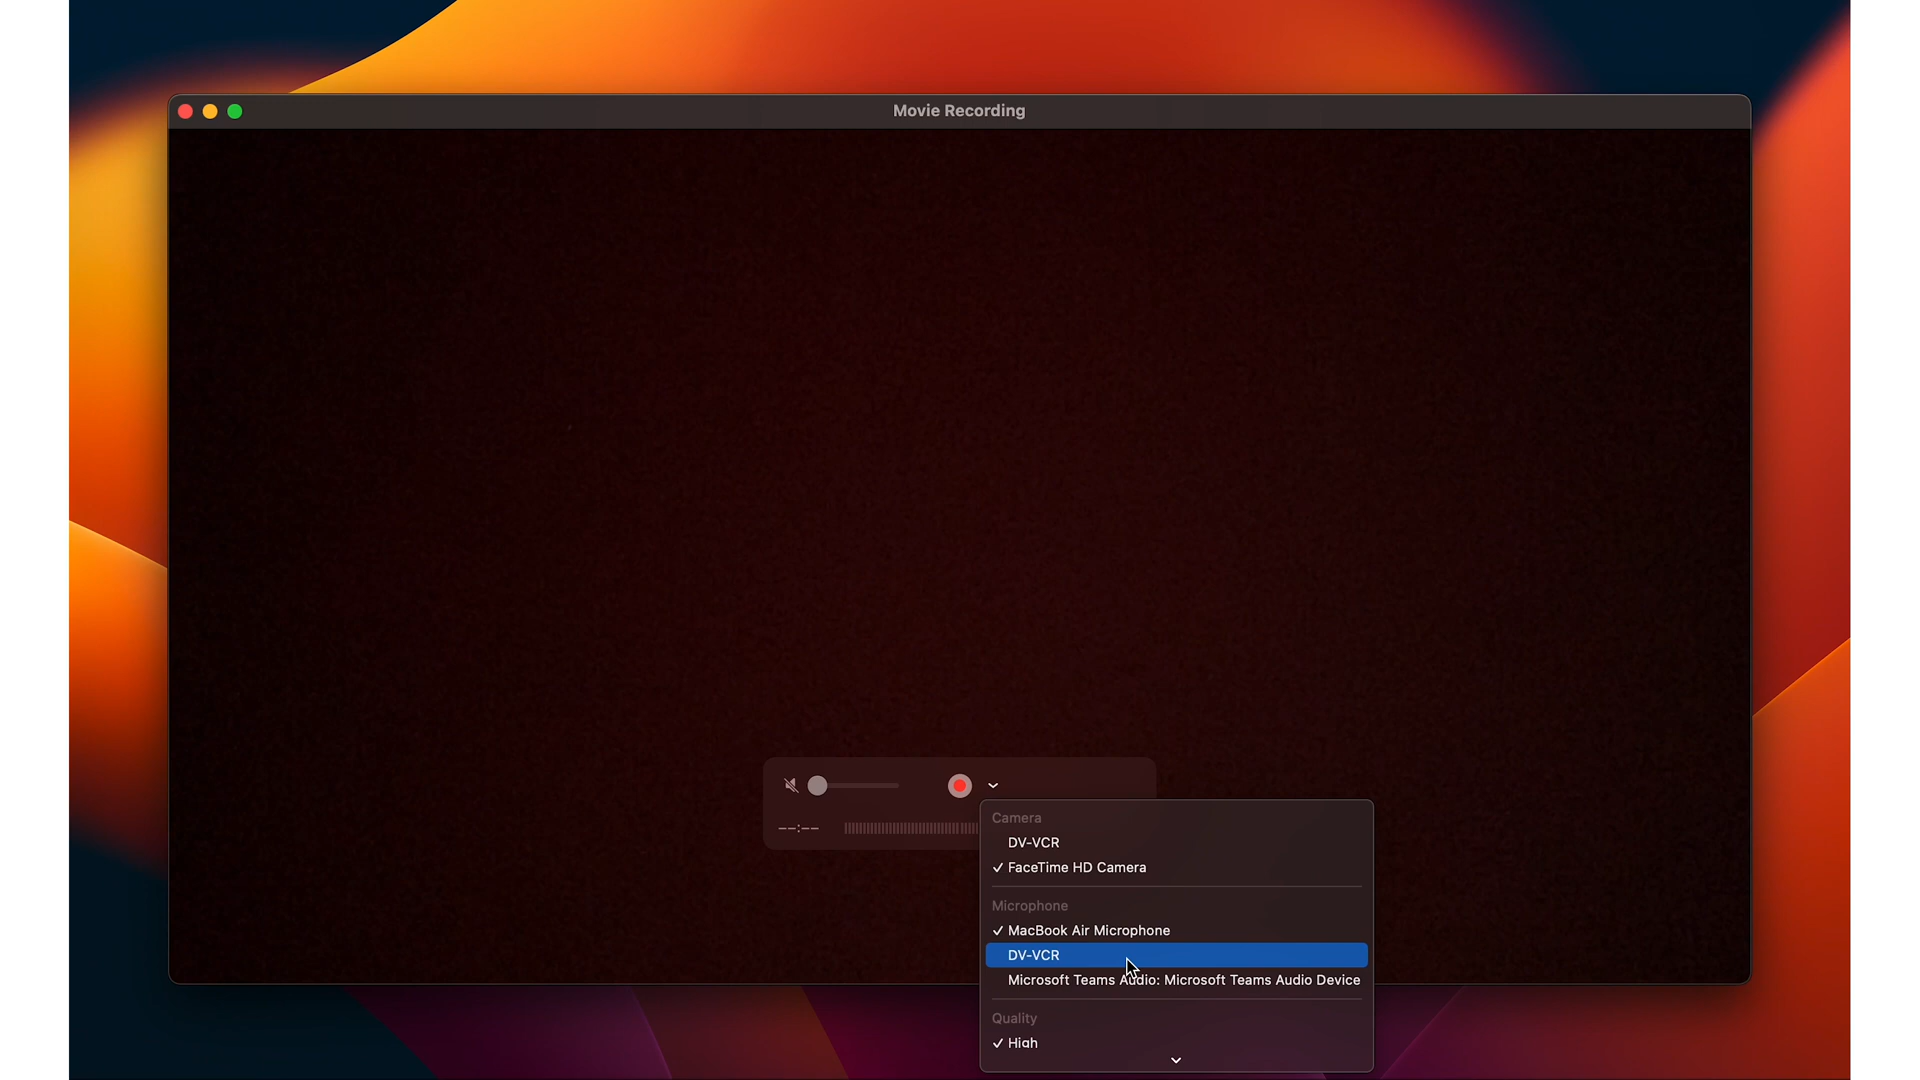 Movie Recording
--:--
Camera
DV-VCR
✓ FaceTime HD Camera
Microphone
✓ MacBook Air Microphone
DV-VCR
Microsoft Teams Audio: Microsoft Teams Audio Device
Quality
✓ High